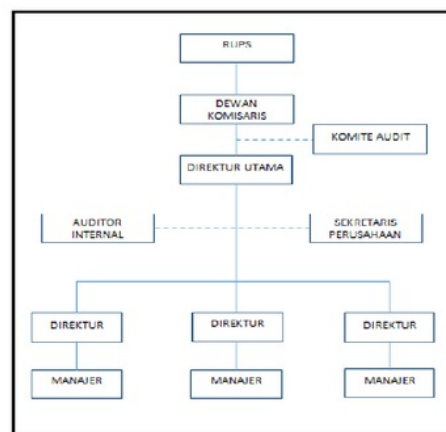 RUPS
DEWAN
KOMISARIS
KOMITE AUDIT
DIREKTUR UTAMA
AUDITOR
INTERNAL
SEKRETARIS
PERUSAHAAN
DIREKTUR
DIREKTUR
DIREKTUR
MANAJER
MANAJER
MANAJER